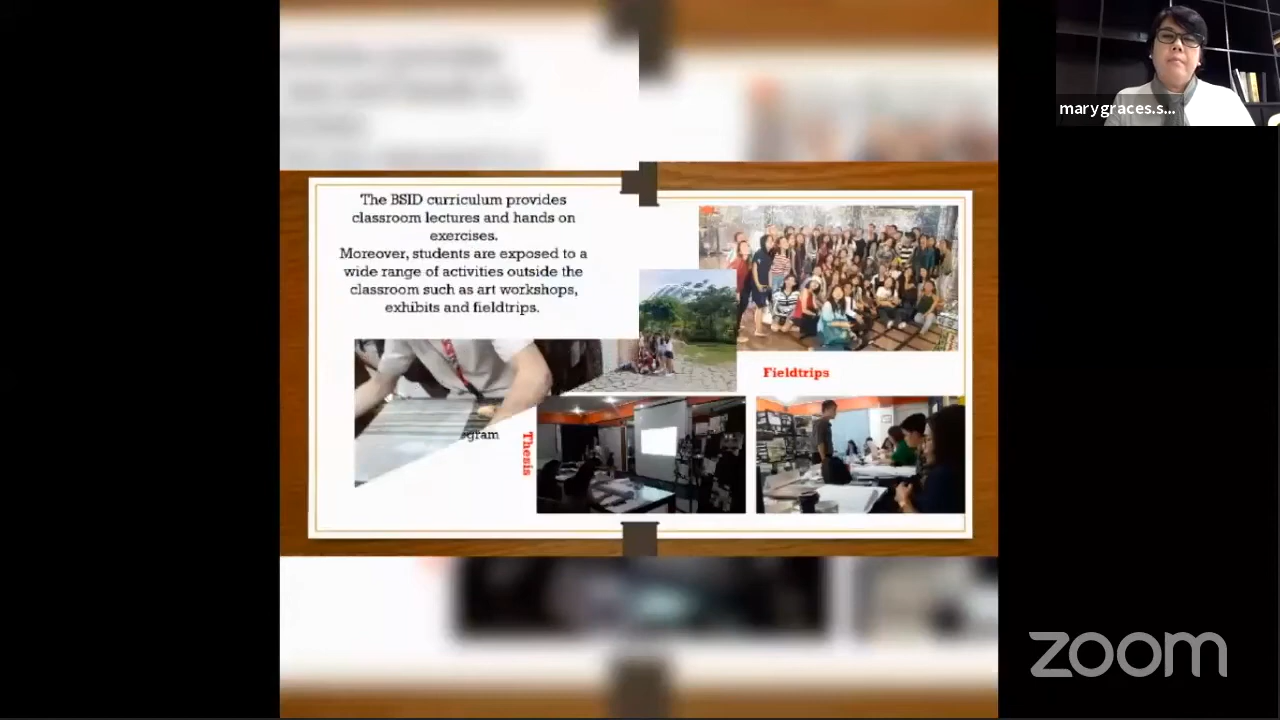 The BSID curriculum provides
classroom lectures and hands on
exercises.
Moreover, students are exposed to a
wide range of activities outside the
classroom such as art workshops,
exhibits and fieldtrips.
Fieldtrips
Thesis
marygraces.s...
zoom